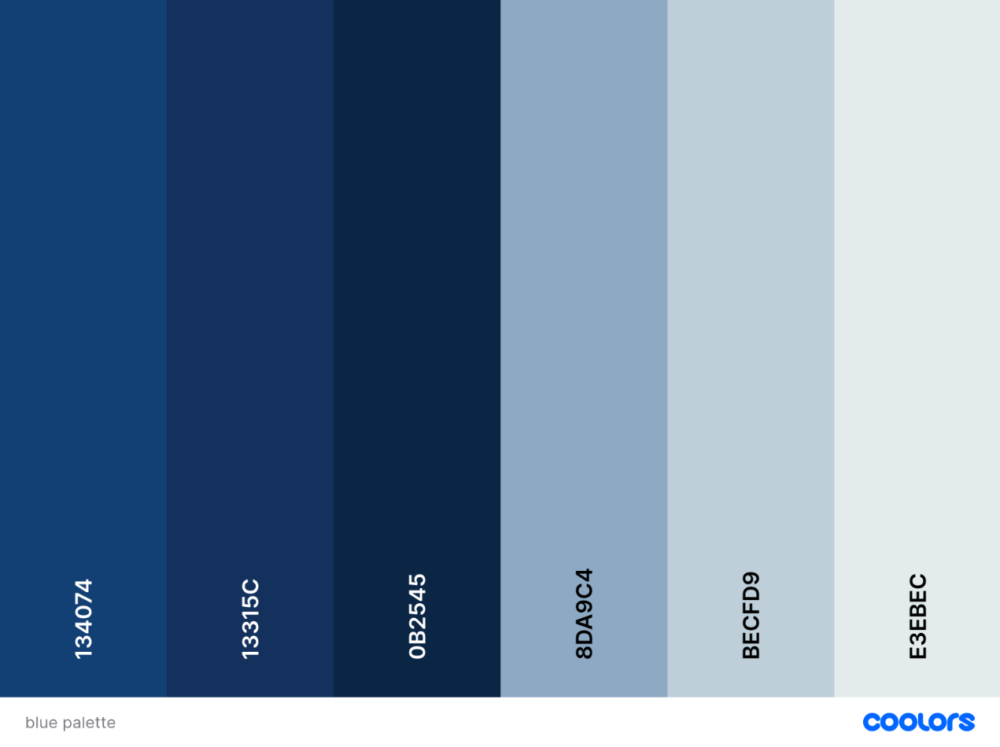 134074
13315C
0B2545
8DA9C4
BECFD9
E3EBEC
blue palette
coolors